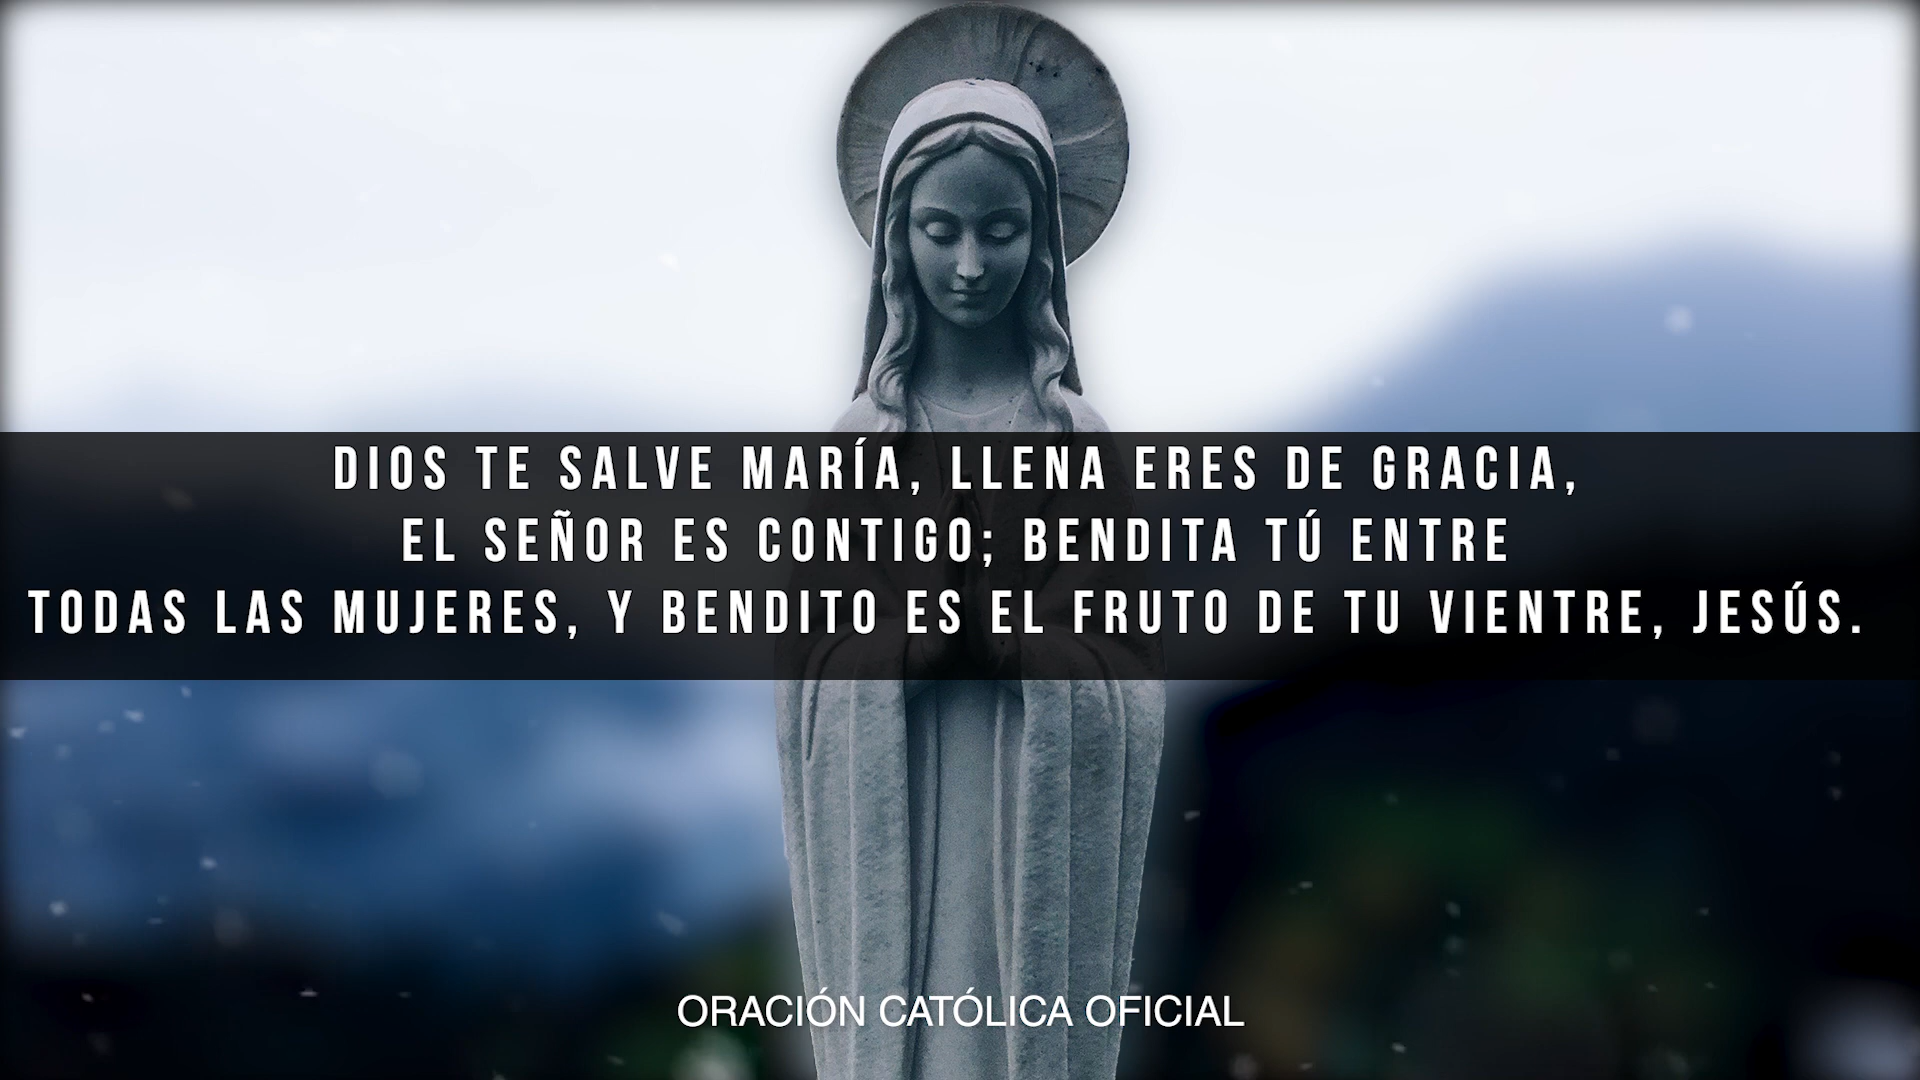 DIOS TE SALVE MARÍA, LLENA ERES DE GRACIA,
EL SEÑOR ES CONTIGO; BENDITA TÚ ENTRE
TODAS LAS MUJERES, Y BENDITO ES EL FRUTO DE TU VIENTRE, JESÚS.
ORACIÓN CATÓLICA OFICIAL